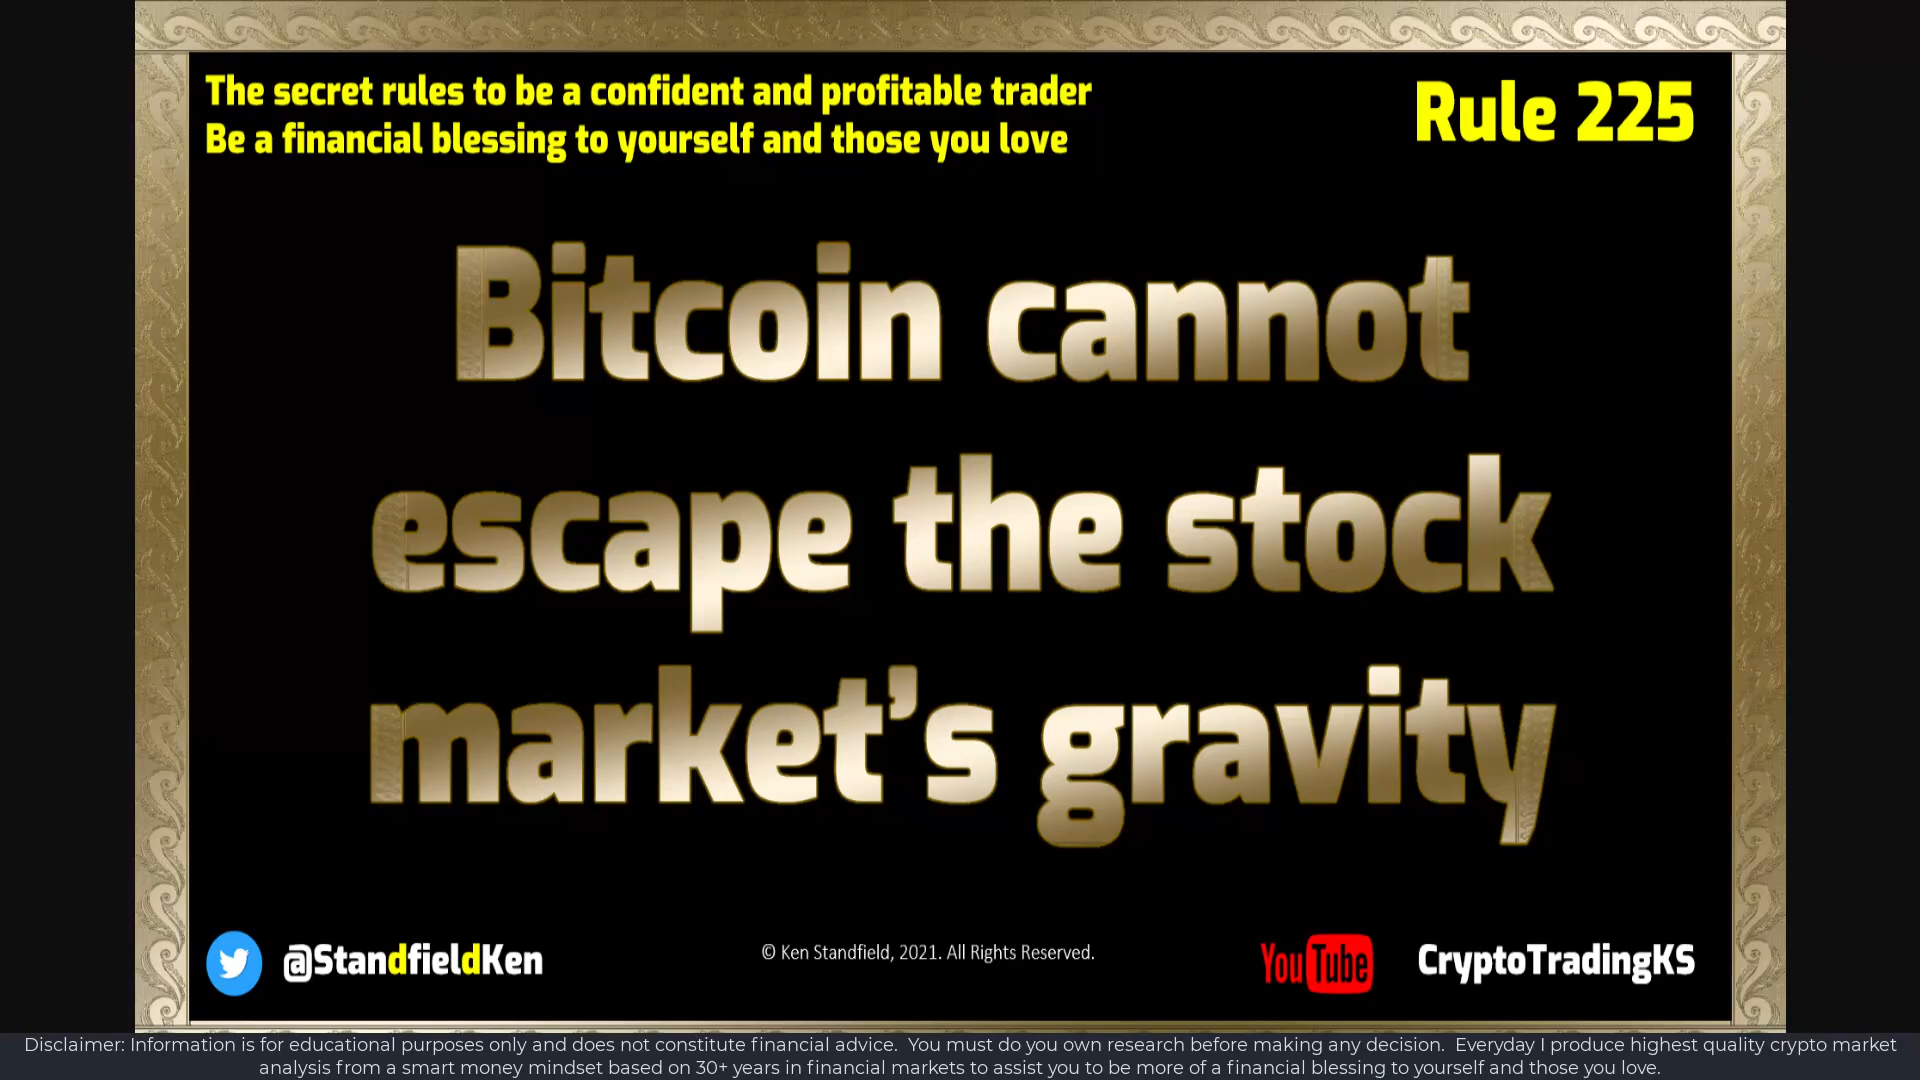 The secret rules to be a confident and profitable trader
Be a financial blessing to yourself and those you love
Rule 225
Bitcoin cannot
escape the stock
market’s gravity
@StandfieldKen
© Ken Standfield, 2021. All Rights Reserved.
YouTube
CryptoTradingKS
Disclaimer: Information is for educational purposes only and does not constitute financial advice.  You must do you own research before making any decision.  Everyday I produce highest quality crypto market
analysis from a smart money mindset based on 30+ years in financial markets to assist you to be more of a financial blessing to yourself and those you love.